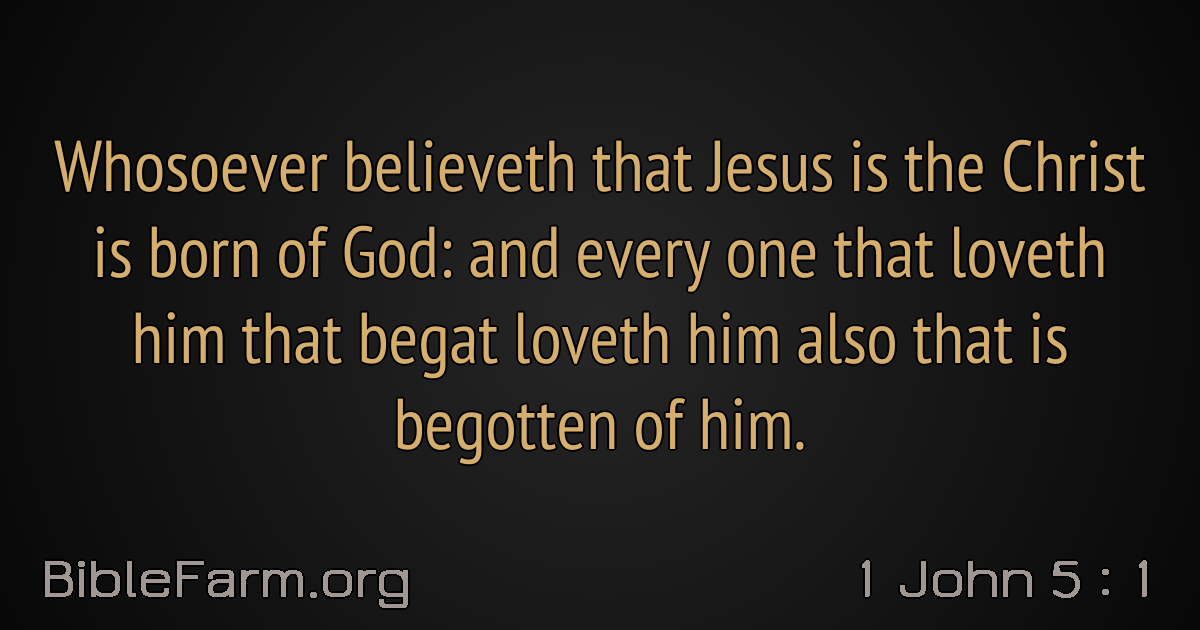 Whosoever believeth that Jesus is the Christ
is born of God: and every one that loveth
him that begat loveth him also that is
begotten of him.
BibleFarm.org
1 John 5 : 1